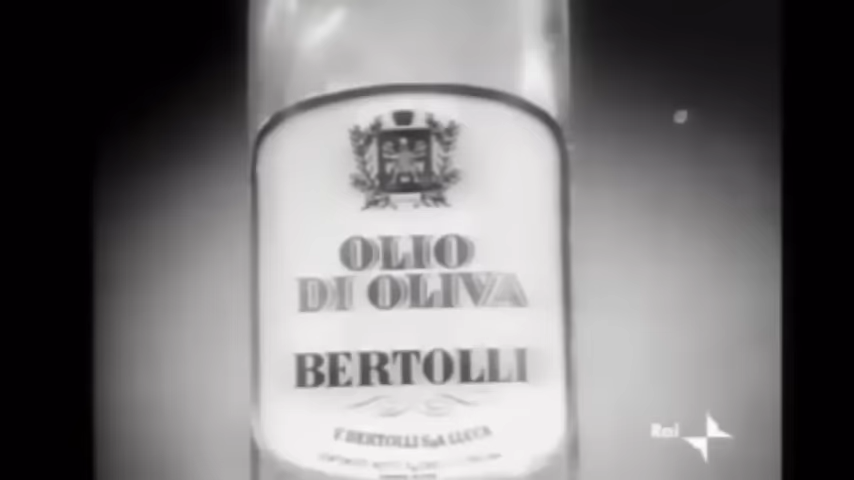 OLIO
DI OLIVA
BERTOLLI
F. BERTOLLI S.p.A. LUCCA
Rai